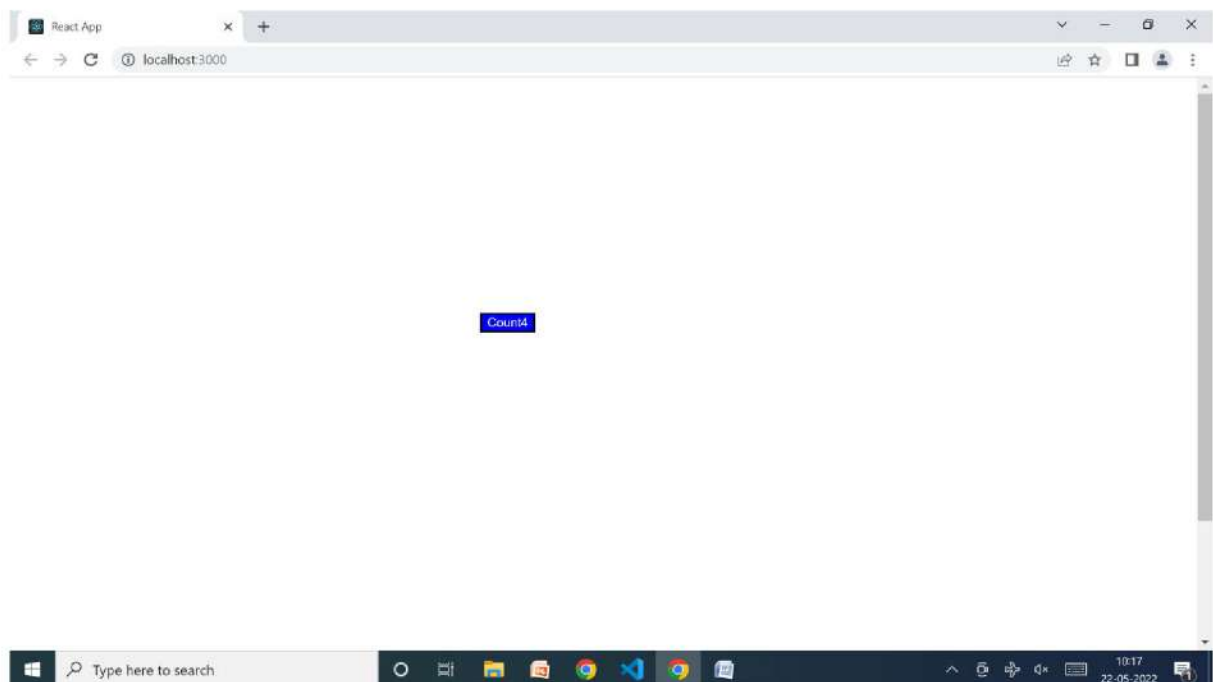 React App
localhost:3000
Count4
Type here to search
10:17
22-05-2022